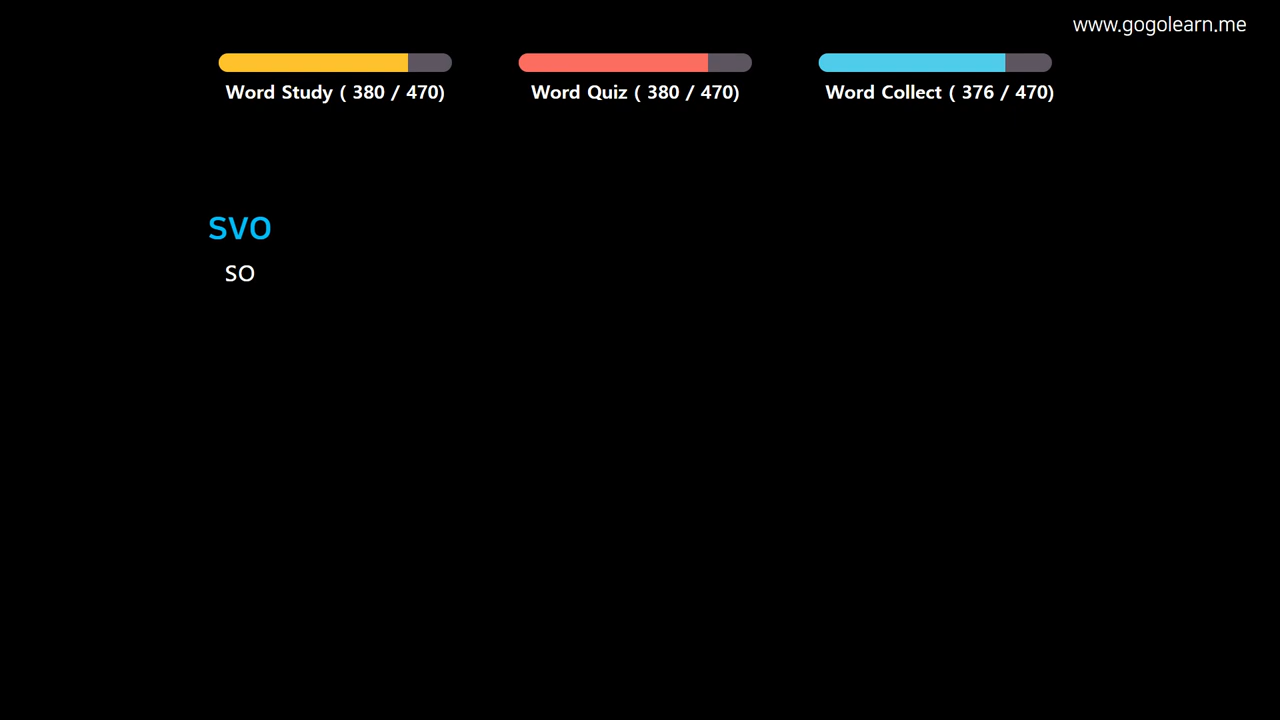 www.gogolearn.me
Word Study ( 380 / 470)
Word Quiz ( 380 / 470)
Word Collect ( 376 / 470)
SVO
SO